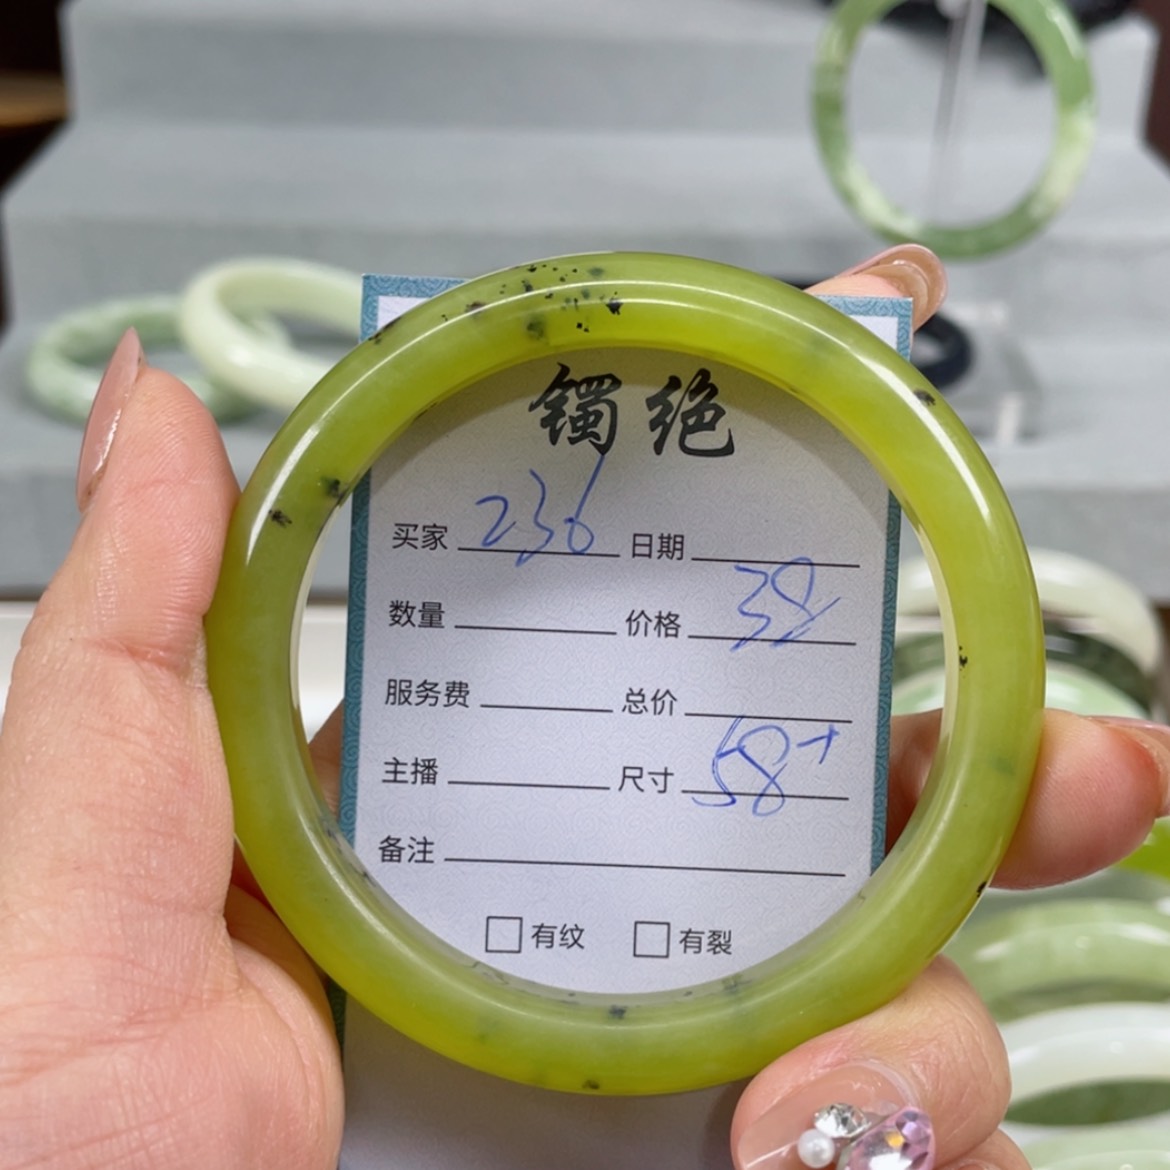 镯绝
买家 236 日期
数量 价格 38
服务费 总价
主播 尺寸 58+
备注
□ 有纹 □ 有裂